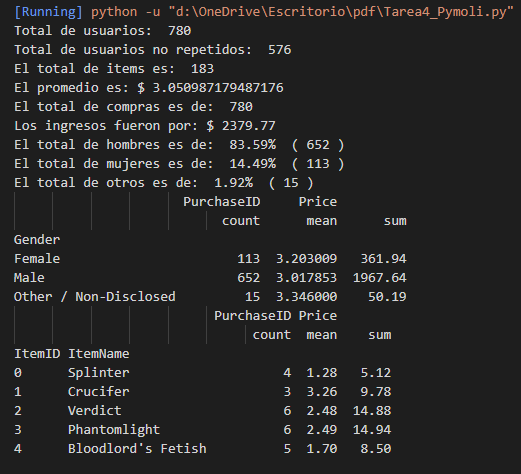 [Running] python -u "d:\OneDrive\Escritorio\pdf\Tarea4_Pymoli.py"
Total de usuarios:  780
Total de usuarios no repetidos:  576
El total de items es:  183
El promedio es: $ 3.050987179487176
El total de compras es de:  780
Los ingresos fueron por: $ 2379.77
El total de hombres es de:  83.59%  ( 652 )
El total de mujeres es de:  14.49% ( 113 )
El total de otros es de:  1.92%  ( 15 )
PurchaseID     Price
count      mean      sum
Gender
Female                        113  3.203009   361.94
Male                          652  3.017853  1967.64
Other / Non-Disclosed          15  3.346000    50.19
PurchaseID Price
count  mean    sum
ItemID ItemName
0      Splinter                     4  1.28   5.12
1      Crucifer                     3  3.26   9.78
2      Verdict                      6  2.48  14.88
3      Phantomlight                 6  2.49  14.94
4      Bloodlord's Fetish           5  1.70   8.50